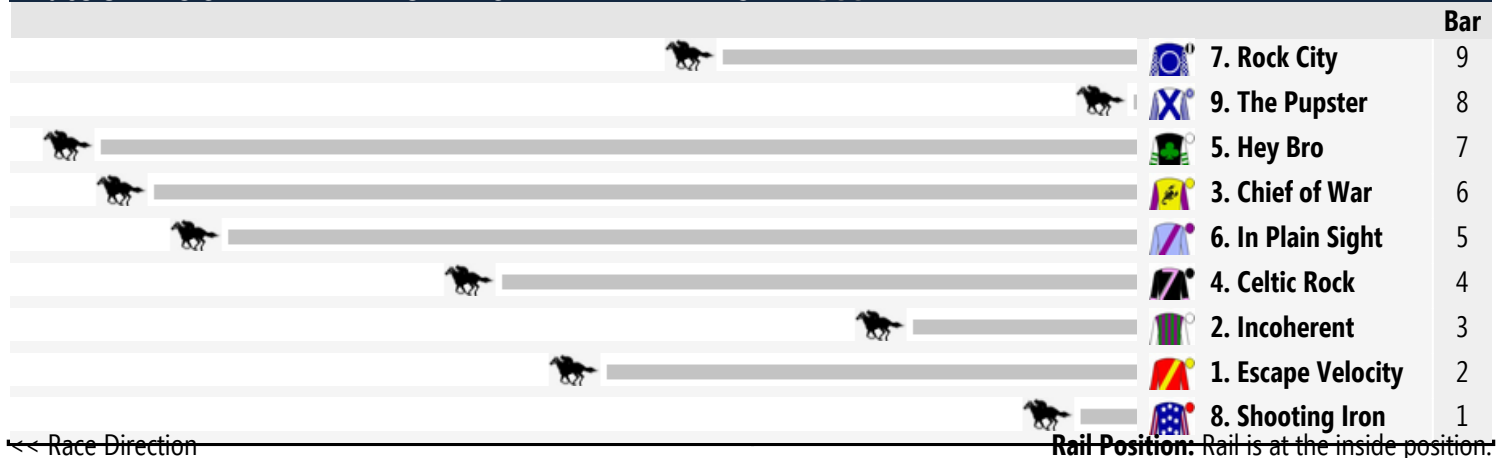 Bar
7. Rock City 9
9. The Pupster 8
5. Hey Bro 7
3. Chief of War 6
6. In Plain Sight 5
4. Celtic Rock 4
2. Incoherent 3
1. Escape Velocity 2
8. Shooting Iron 1
<< Race Direction Rail Position: Rail is at the inside position.